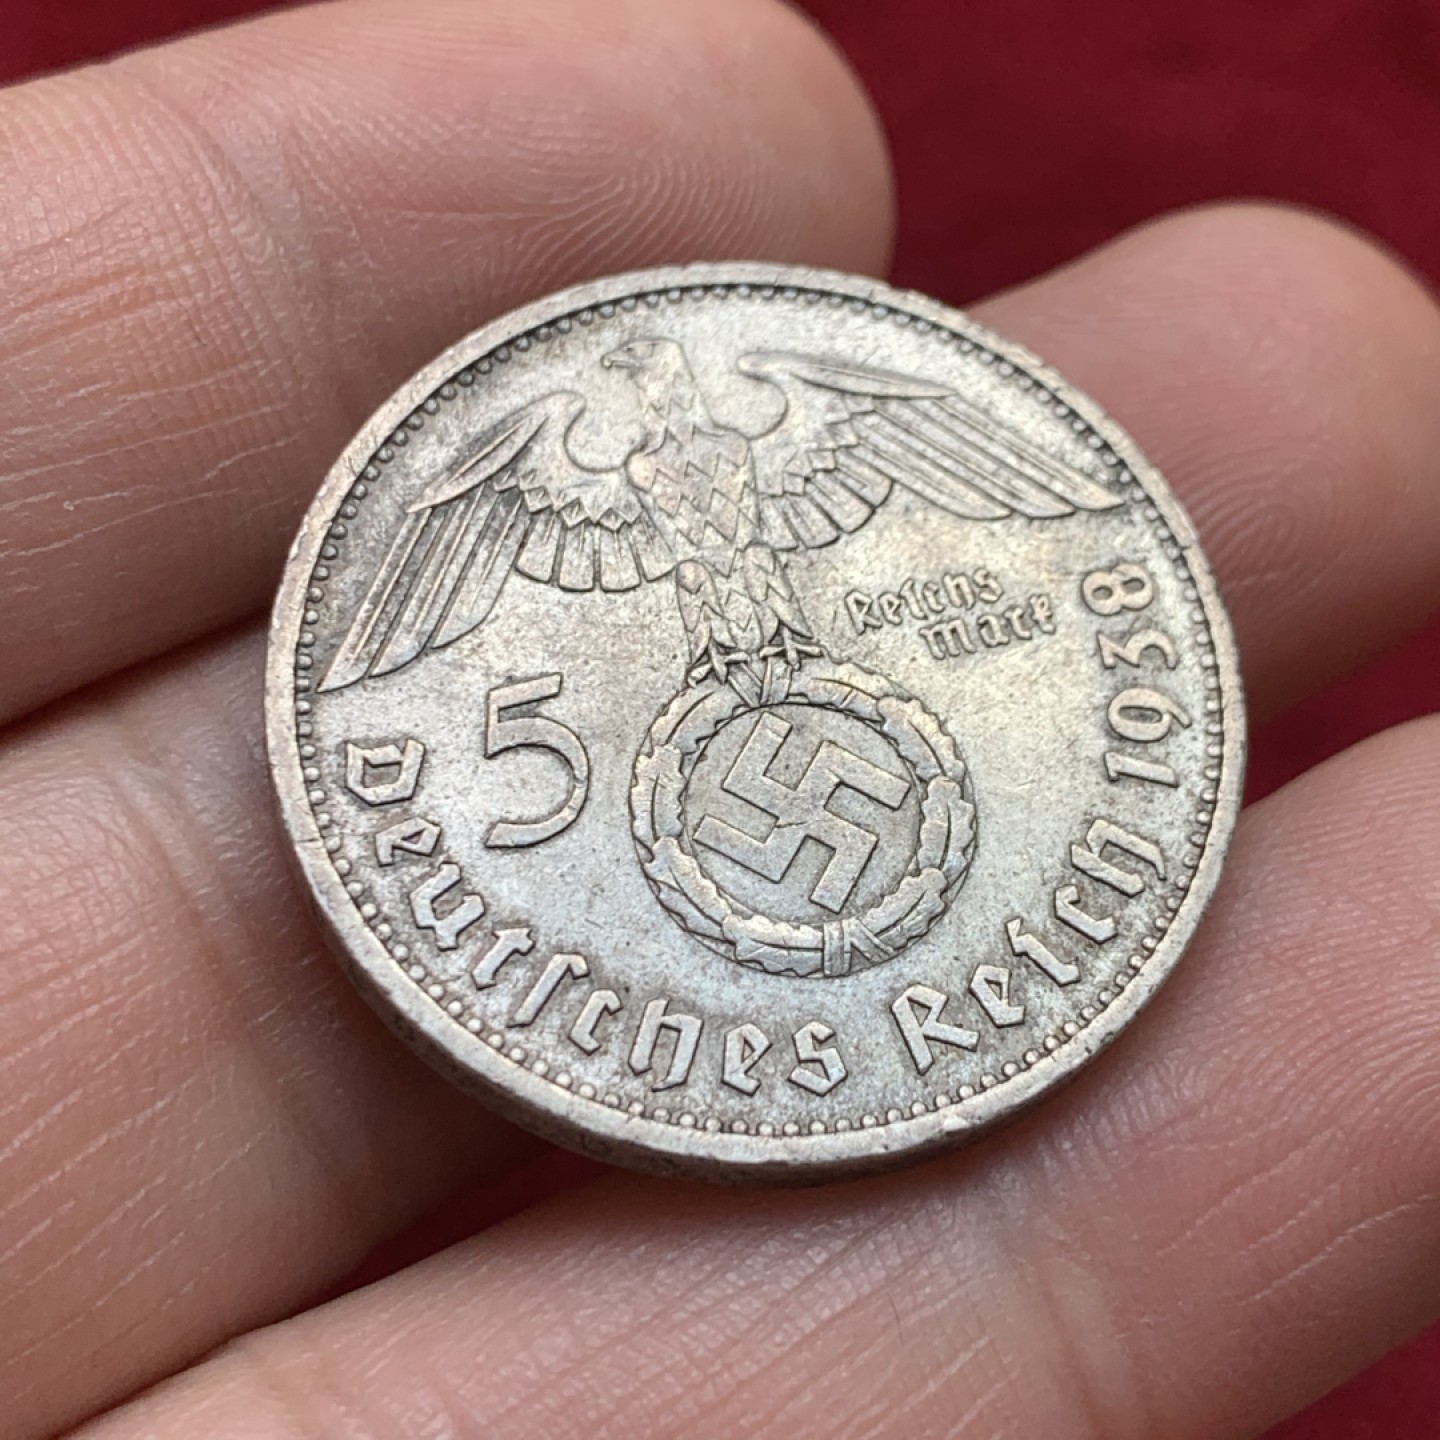 Reichs
mark
5
Deutſches Reich 1938